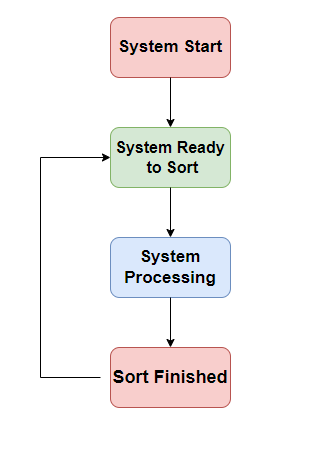 System Start
System Ready
to Sort
System
Processing
Sort Finished